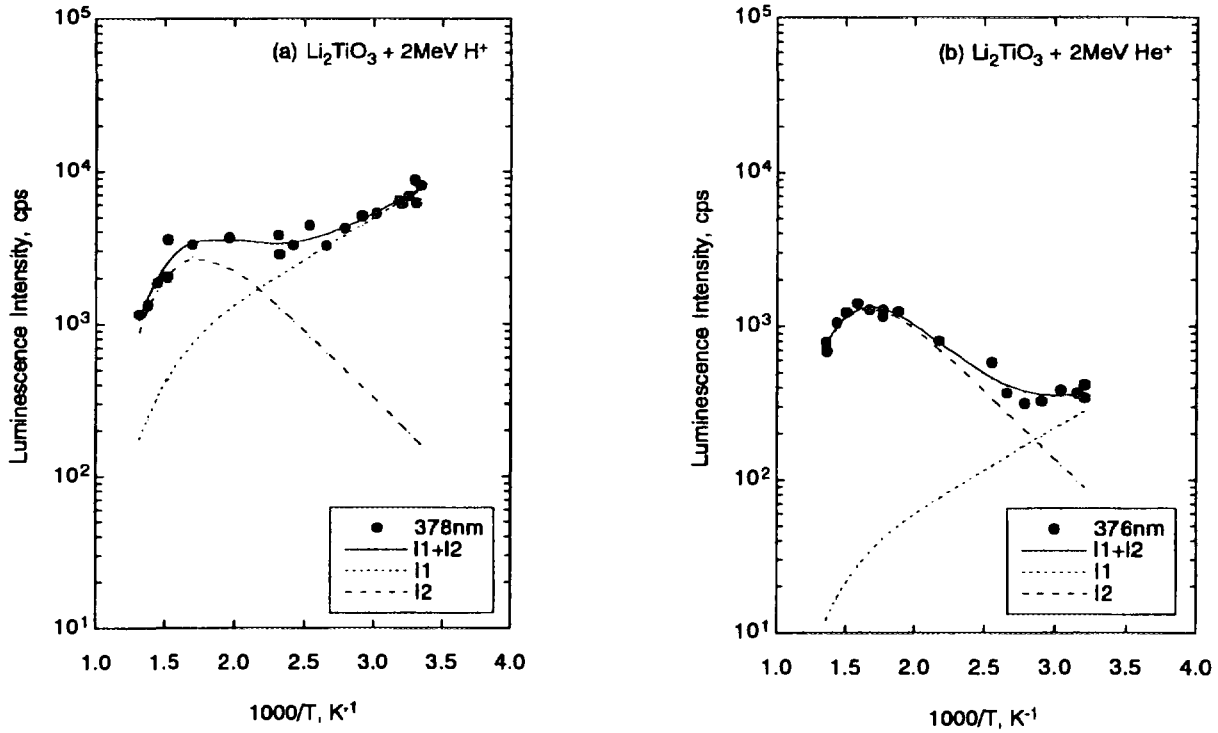 10⁵
10⁴
10³
10²
10¹
Luminescence Intensity, cps
(a) Li₂TiO₃ + 2MeV H⁺
378nm
I1+I2
I1
I2
1.0 1.5 2.0 2.5 3.0 3.5 4.0
1000/T, K⁻¹
10⁵
10⁴
10³
10²
10¹
Luminescence Intensity, cps
(b) Li₂TiO₃ + 2MeV He⁺
376nm
I1+I2
I1
I2
1.0 1.5 2.0 2.5 3.0 3.5 4.0
1000/T, K⁻¹